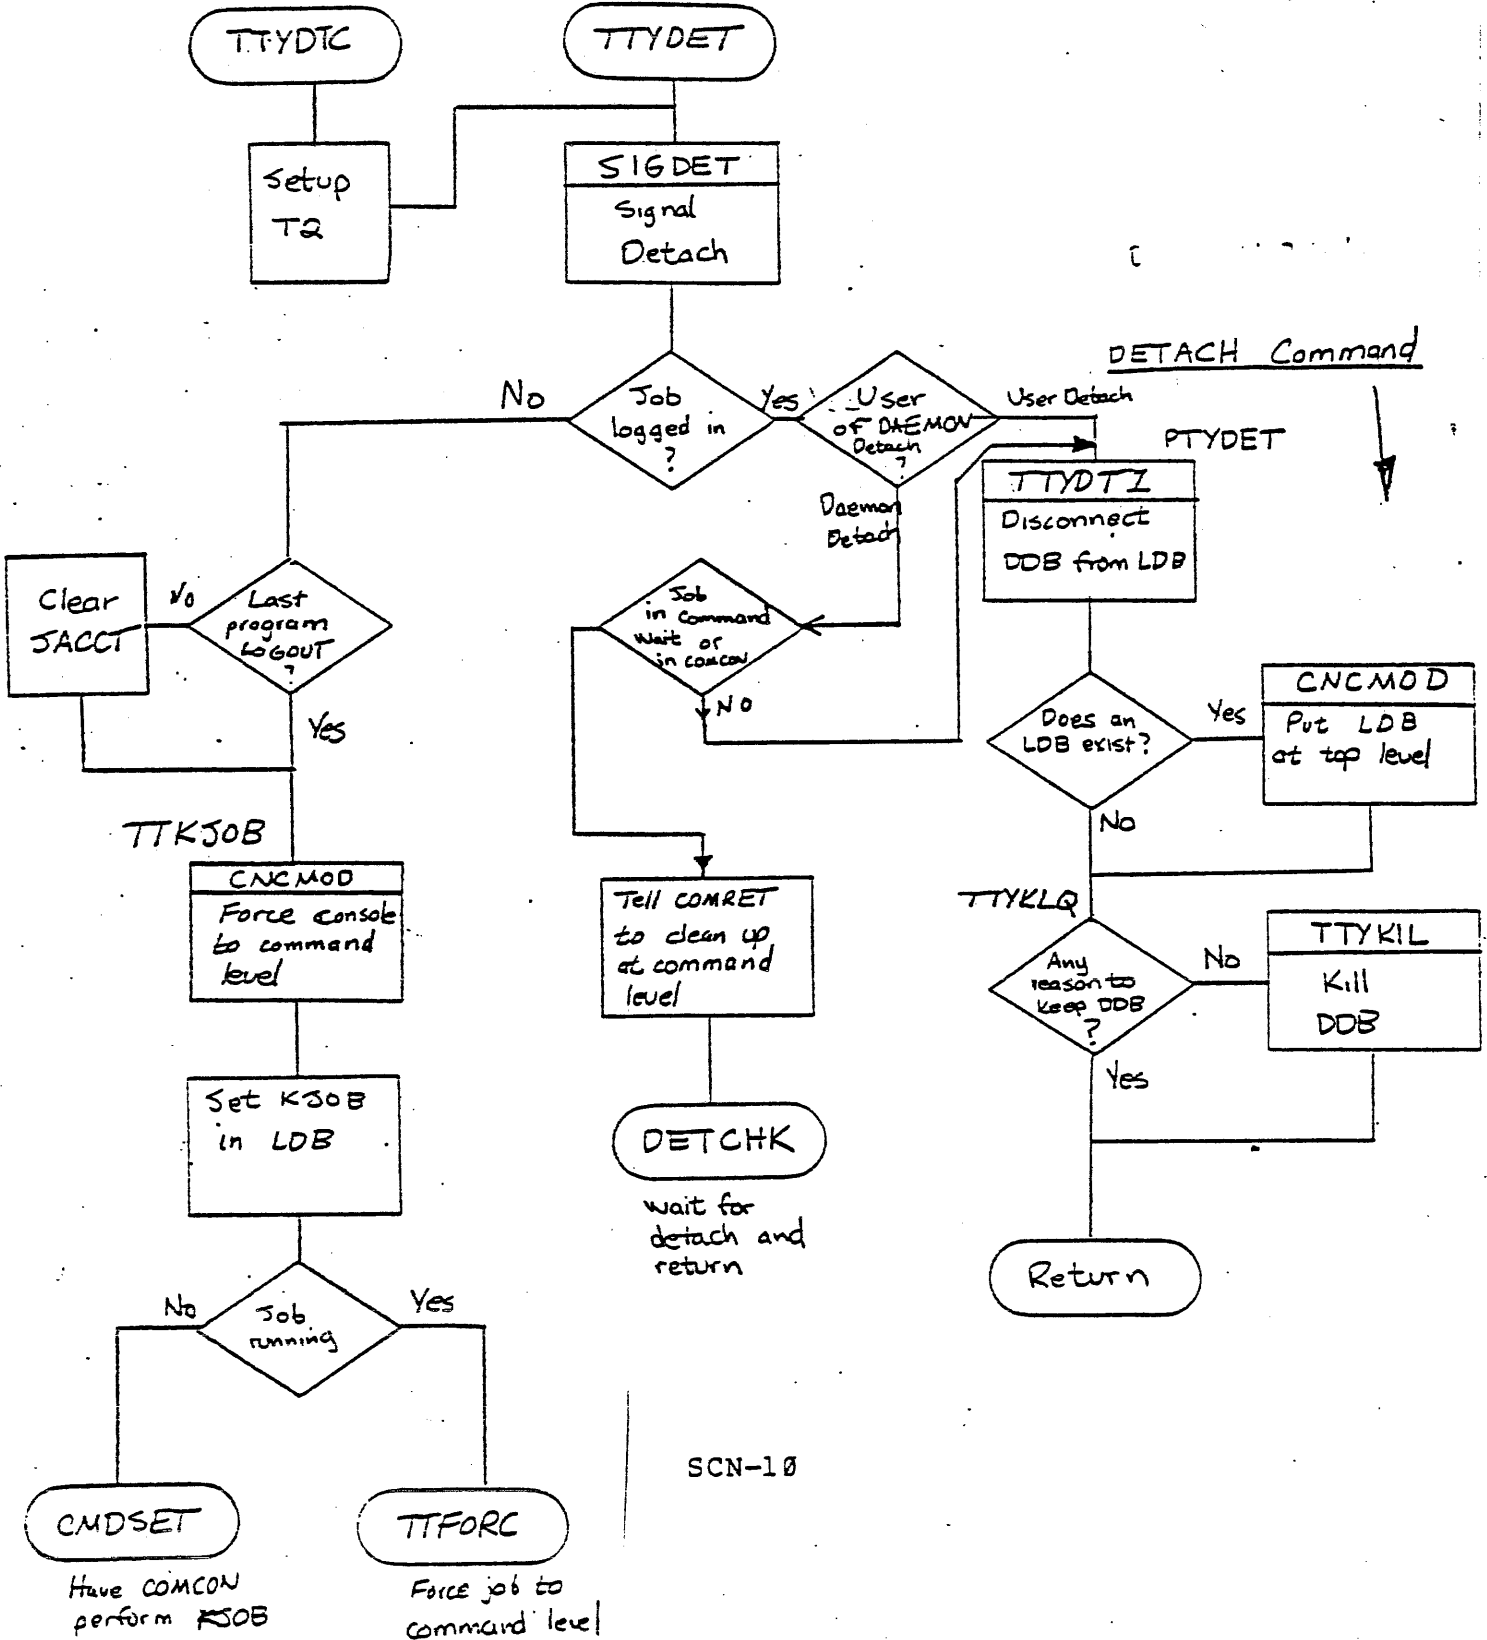 TTYDTC
TTYDET
Setup
T2
SIGDET
Signal
Detach
DETACH Command
No
Job
logged in
?
Yes
User
of DAEMON
Detach
?
User Detach
PTYDET
TTYDT1
Disconnect
DDB from LDB
Daemon
Detach
Clear
JACCT
No
Last
program
LOGOUT
?
Yes
Job
in command
wait or
in COMCON
NO
Does an
LDB exist?
Yes
CNCMOD
Put LDB
at top level
No
TTKJOB
CNCMOD
Force console
to command
level
Tell COMRET
to clean up
at command
level
TTYKLQ
Any
reason to
keep DDB
?
No
TTYKIL
Kill
DDB
Yes
Set KJOB
in LDB
DETCHK
wait for
detach and
return
Return
No
Job
running
Yes
SCN-10
CMDSET
TTFORC
Have COMCON
perform KJOB
Force job to
command level